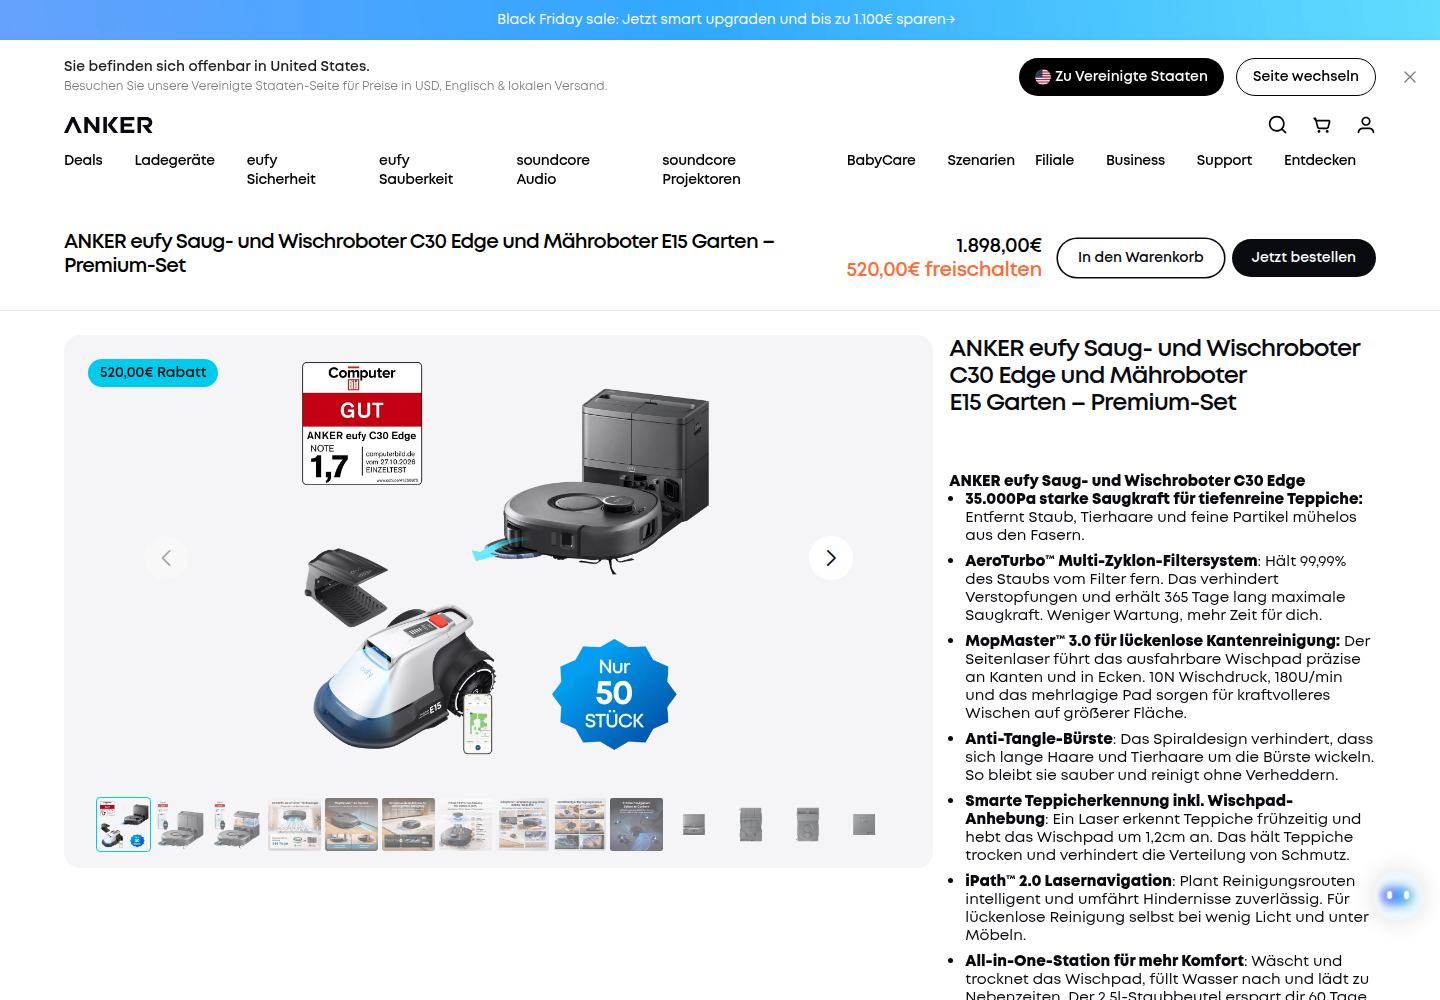 Black Friday sale: Jetzt smart upgraden und bis zu 1.100€ sparen→
Sie befinden sich offenbar in United States.
Besuchen Sie unsere Vereinigte Staaten-Seite für Preise in USD, Englisch & lokalen Versand.
Zu Vereinigte Staaten
Seite wechseln
ANKER
Deals
Ladegeräte
eufy
Sicherheit
eufy
Sauberkeit
soundcore
Audio
soundcore
Projektoren
BabyCare
Szenarien
Filiale
Business
Support
Entdecken
ANKER eufy Saug- und Wischroboter C30 Edge und Mähroboter E15 Garten –
Premium-Set
1.898,00€
520,00€ freischalten
In den Warenkorb
Jetzt bestellen
520,00€ Rabatt
Computer
Bild
GUT
ANKER eufy C30 Edge
NOTE
1,7
computerbild.de
vom 27.10.2026
EINZELTEST
eufy
E15
Nur
50
STÜCK
ANKER eufy Saug- und Wischroboter
C30 Edge und Mähroboter
E15 Garten – Premium-Set
ANKER eufy Saug- und Wischroboter C30 Edge
35.000Pa starke Saugkraft für tiefenreine Teppiche:
Entfernt Staub, Tierhaare und feine Partikel mühelos
aus den Fasern.
AeroTurbo™ Multi-Zyklon-Filtersystem: Hält 99,99%
des Staubs vom Filter fern. Das verhindert
Verstopfungen und erhält 365 Tage lang maximale
Saugkraft. Weniger Wartung, mehr Zeit für dich.
MopMaster™ 3.0 für lückenlose Kantenreinigung: Der
Seitenlaser führt das ausfahrbare Wischpad präzise
an Kanten und in Ecken. 10N Wischdruck, 180U/min
und das mehrlagige Pad sorgen für kraftvolleres
Wischen auf größerer Fläche.
Anti-Tangle-Bürste: Das Spiraldesign verhindert, dass
sich lange Haare und Tierhaare um die Bürste wickeln.
So bleibt sie sauber und reinigt ohne Verheddern.
Smarte Teppicherkennung inkl. Wischpad-
Anhebung: Ein Laser erkennt Teppiche frühzeitig und
hebt das Wischpad um 1,2cm an. Das hält Teppiche
trocken und verhindert die Verteilung von Schmutz.
iPath™ 2.0 Lasernavigation: Plant Reinigungsrouten
intelligent und umfährt Hindernisse zuverlässig. Für
lückenlose Reinigung selbst bei wenig Licht und unter
Möbeln.
All-in-One-Station für mehr Komfort: Wäscht und
trocknet das Wischpad, füllt Wasser nach und lädt zu
Nebenzeiten. Der 2,5l-Staubbeutel erspart dir 60 Tage